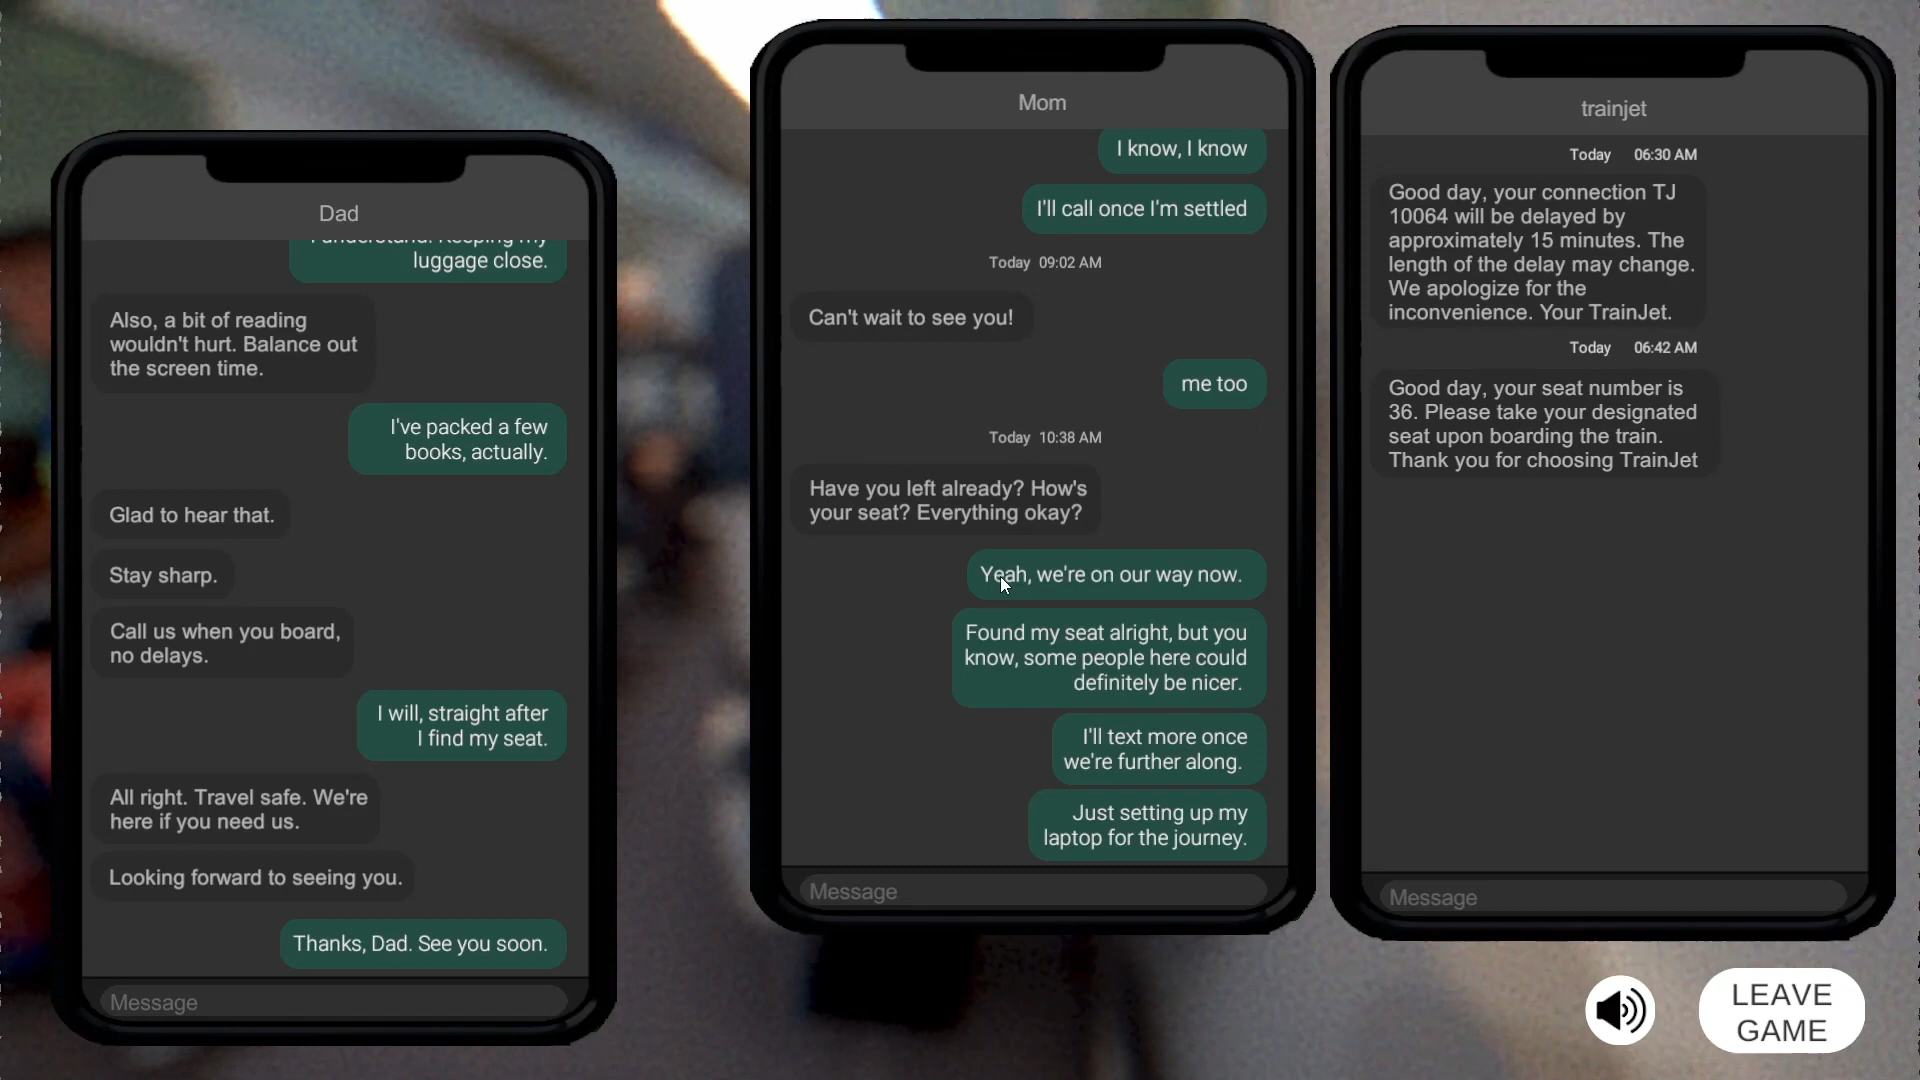 Dad
luggage close.
Also, a bit of reading
wouldn't hurt. Balance out
the screen time.
I've packed a few
books, actually.
Glad to hear that.
Stay sharp.
Call us when you board,
no delays.
I will, straight after
I find my seat.
All right. Travel safe. We're
here if you need us.
Looking forward to seeing you.
Thanks, Dad. See you soon.
Message
Mom
I know, I know
I'll call once I'm settled
Today 09:02 AM
Can't wait to see you!
me too
Today 10:38 AM
Have you left already? How's
your seat? Everything okay?
Yeah, we're on our way now.
Found my seat alright, but you
know, some people here could
definitely be nicer.
I'll text more once
we're further along.
Just setting up my
laptop for the journey.
Message
trainjet
Today 06:30 AM
Good day, your connection TJ
10064 will be delayed by
approximately 15 minutes. The
length of the delay may change.
We apologize for the
inconvenience. Your TrainJet.
Today 06:42 AM
Good day, your seat number is
36. Please take your designated
seat upon boarding the train.
Thank you for choosing TrainJet
Message
LEAVE
GAME